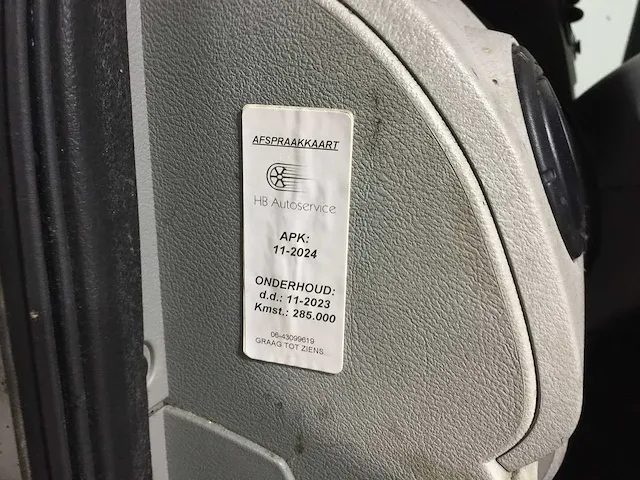 AFSPRAAKKAART
HB Autoservice
APK:
11-2024
ONDERHOUD:
d.d.: 11-2023
Kmst.: 285.000
06-43099619
GRAAG TOT ZIENS...